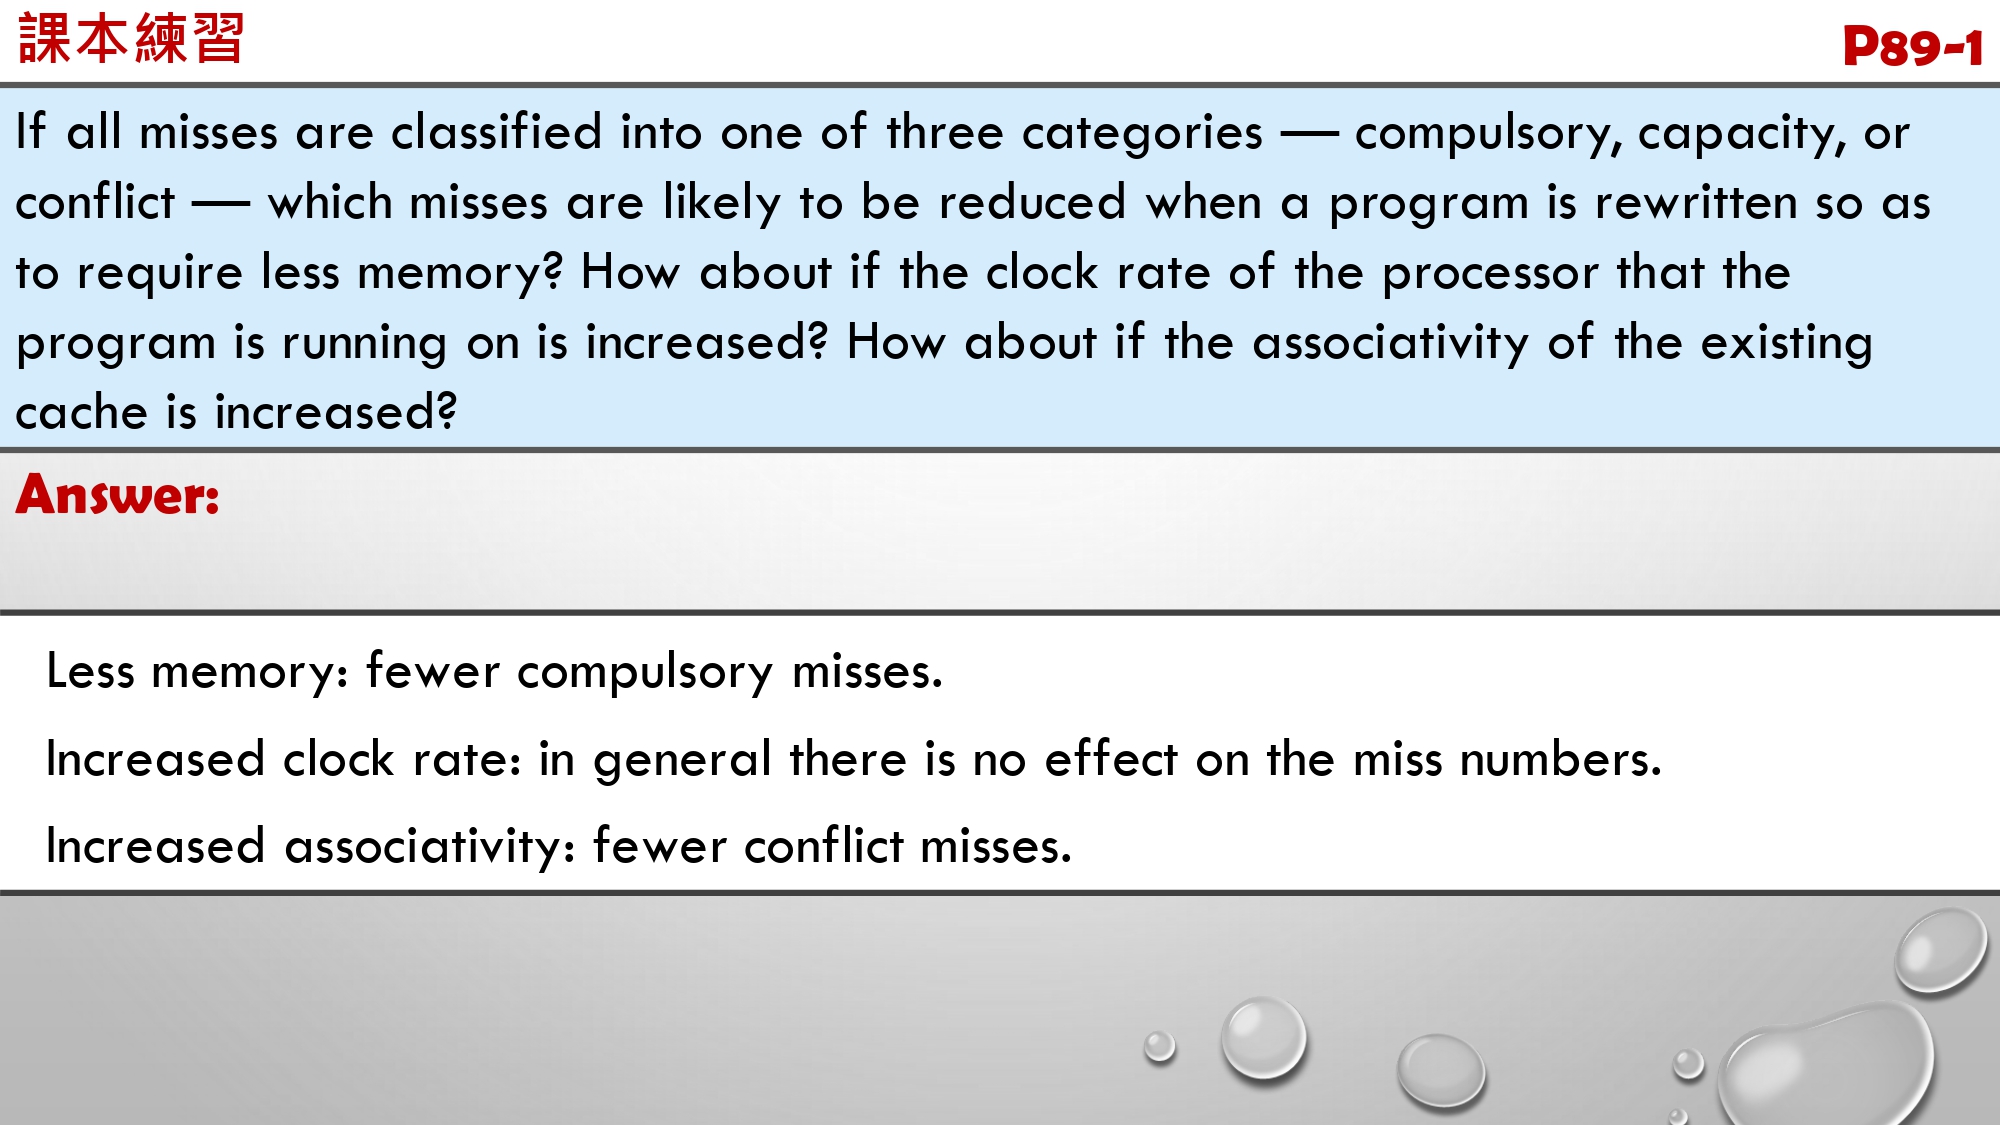 課本練習
P89-1
If all misses are classified into one of three categories — compulsory, capacity, or
conflict — which misses are likely to be reduced when a program is rewritten so as
to require less memory? How about if the clock rate of the processor that the
program is running on is increased? How about if the associativity of the existing
cache is increased?
Answer:
Less memory: fewer compulsory misses.
Increased clock rate: in general there is no effect on the miss numbers.
Increased associativity: fewer conflict misses.